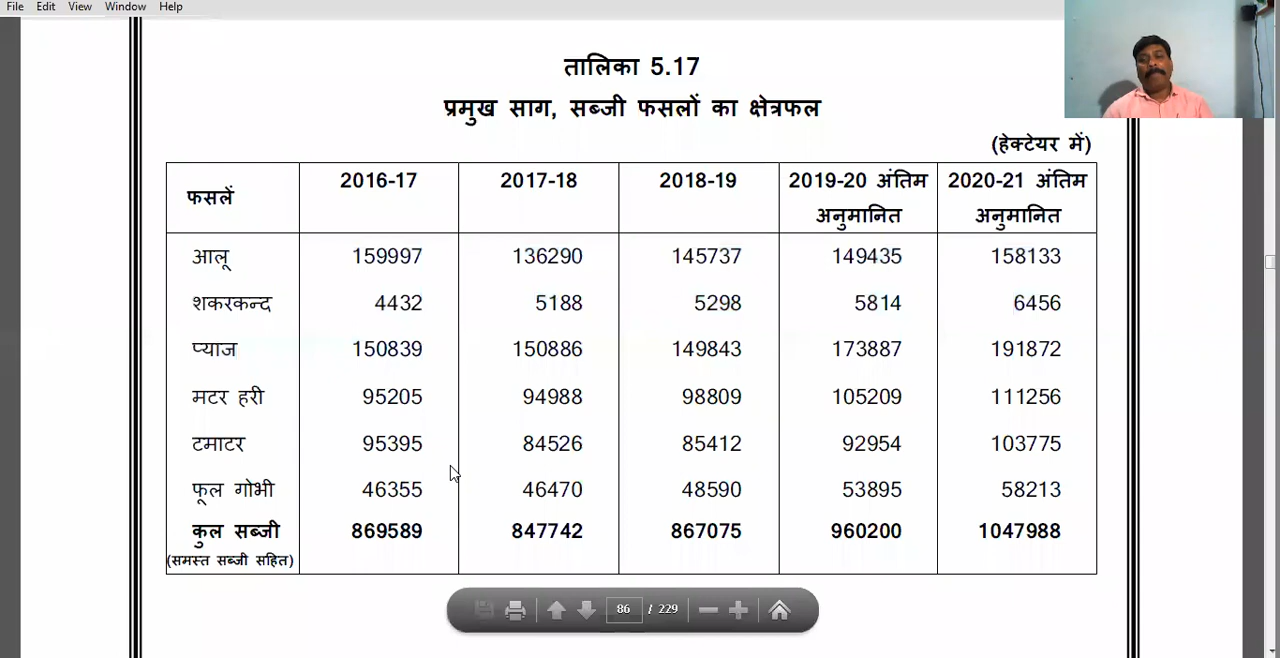 File Edit View Window Help
तालिका 5.17
प्रमुख साग, सब्जी फसलों का क्षेत्रफल
(हेक्टेयर में)
फसलें 2016-17 2017-18 2018-19 2019-20 अंतिम अनुमानित 2020-21 अंतिम अनुमानित
आलू 159997 136290 145737 149435 158133
शकरकन्द 4432 5188 5298 5814 6456
प्याज 150839 150886 149843 173887 191872
मटर हरी 95205 94988 98809 105209 111256
टमाटर 95395 84526 85412 92954 103775
फूल गोभी 46355 46470 48590 53895 58213
कुल सब्जी 869589 847742 867075 960200 1047988
(समस्त सब्जी सहित)
86 / 229